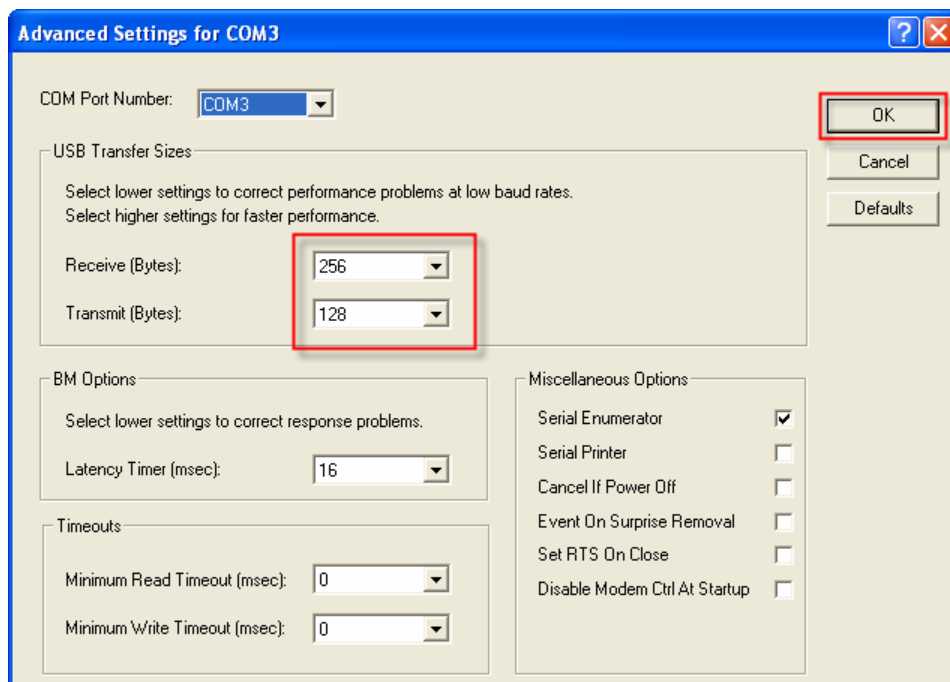 Advanced Settings for COM3
COM Port Number: COM3
OK
Cancel
Defaults
USB Transfer Sizes
Select lower settings to correct performance problems at low baud rates.
Select higher settings for faster performance.
Receive (Bytes): 256
Transmit (Bytes): 128
BM Options
Select lower settings to correct response problems.
Latency Timer (msec): 16
Timeouts
Minimum Read Timeout (msec): 0
Minimum Write Timeout (msec): 0
Miscellaneous Options
Serial Enumerator
Serial Printer
Cancel If Power Off
Event On Surprise Removal
Set RTS On Close
Disable Modem Ctrl At Startup